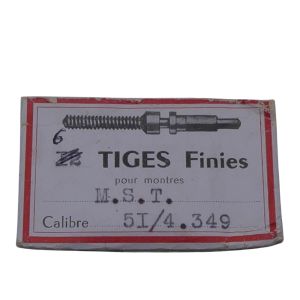 6
TIGES Finies
pour montres
M.S.T.
Calibre 5I/4.349